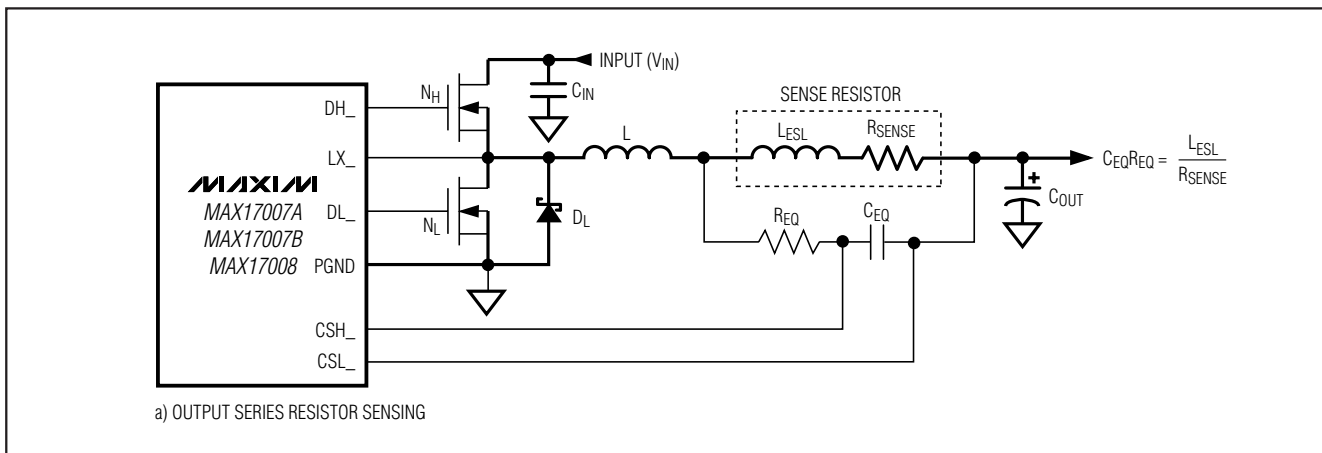 INPUT (VIN)
NH
CIN
SENSE RESISTOR
DH_
L
LESL
RSENSE
LX_
CEQREQ = LESL
RSENSE
MAXIM
MAX17007A
MAX17007B
MAX17008
DL_
NL
DL
REQ
CEQ
+
COUT
PGND
CSH_
CSL_
a) OUTPUT SERIES RESISTOR SENSING